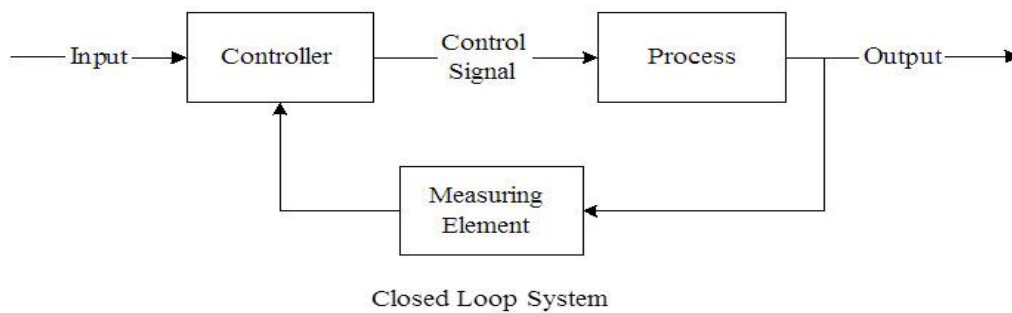 Input
Controller
Control
Signal
Process
Output
Measuring
Element
Closed Loop System